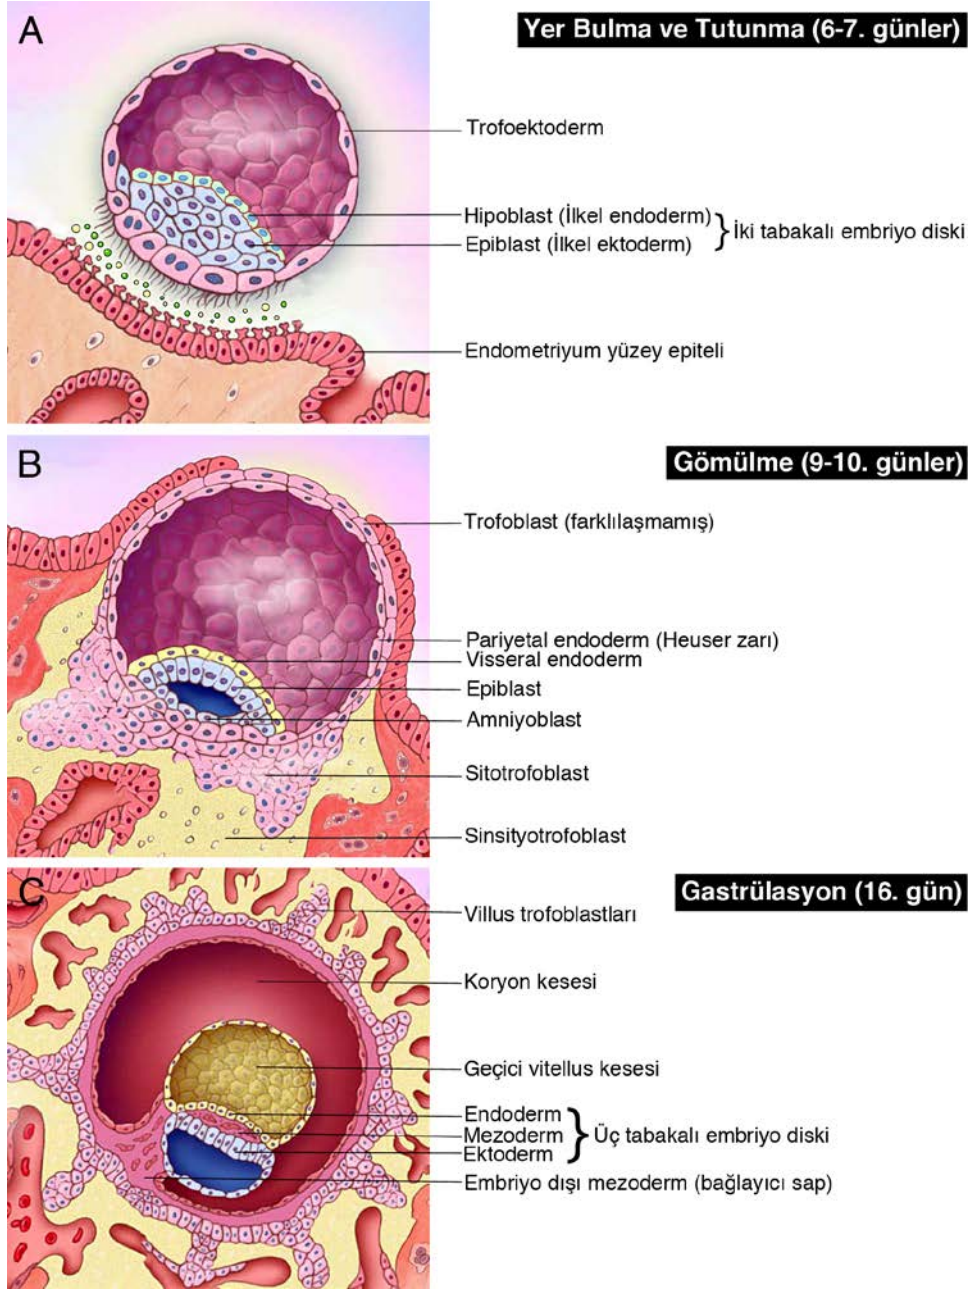 A
Yer Bulma ve Tutunma (6-7. günler)
Trofoektoderm
Hipoblast (İlkel endoderm)
Epiblast (İlkel ektoderm)
İki tabakalı embriyo diski
Endometriyum yüzey epiteli
B
Gömülme (9-10. günler)
Trofoblast (farklılaşmamış)
Pariyetal endoderm (Heuser zarı)
Visseral endoderm
Epiblast
Amniyoblast
Sitotrofoblast
Sinsityotrofoblast
C
Gastrülasyon (16. gün)
Villus trofoblastları
Koryon kesesi
Geçici vitellus kesesi
Endoderm
Mezoderm
Ektoderm
Üç tabakalı embriyo diski
Embriyo dışı mezoderm (bağlayıcı sap)